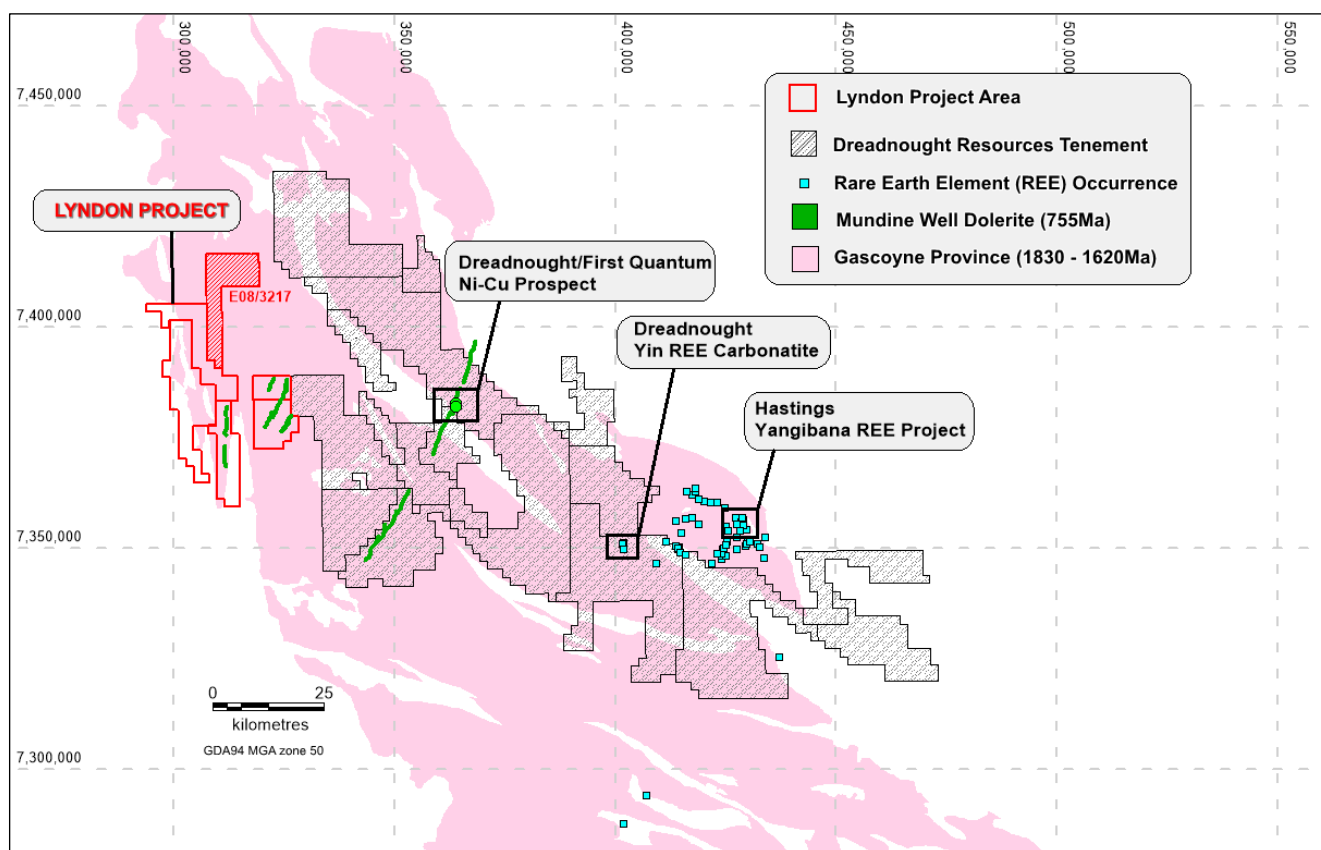 300,000
350,000
400,000
450,000
500,000
550,000
7,450,000
Lyndon Project Area
Dreadnought Resources Tenement
Rare Earth Element (REE) Occurrence
Mundine Well Dolerite (755Ma)
Gascoyne Province (1830 - 1620Ma)
LYNDON PROJECT
E08/3217
Dreadnought/First Quantum
Ni-Cu Prospect
7,400,000
Dreadnought
Yin REE Carbonatite
Hastings
Yangibana REE Project
7,350,000
0 25
kilometres
GDA94 MGA zone 50
7,300,000